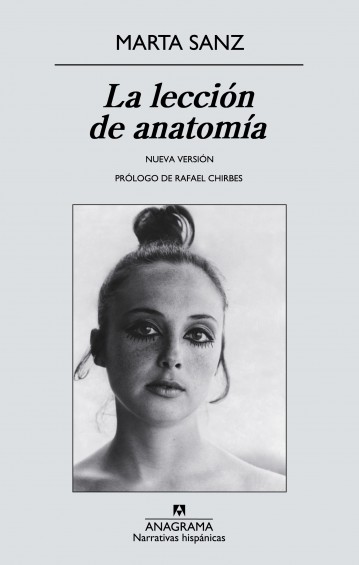 MARTA SANZ
La lección
de anatomía
NUEVA VERSIÓN
PRÓLOGO DE RAFAEL CHIRBES
ANAGRAMA
Narrativas hispánicas